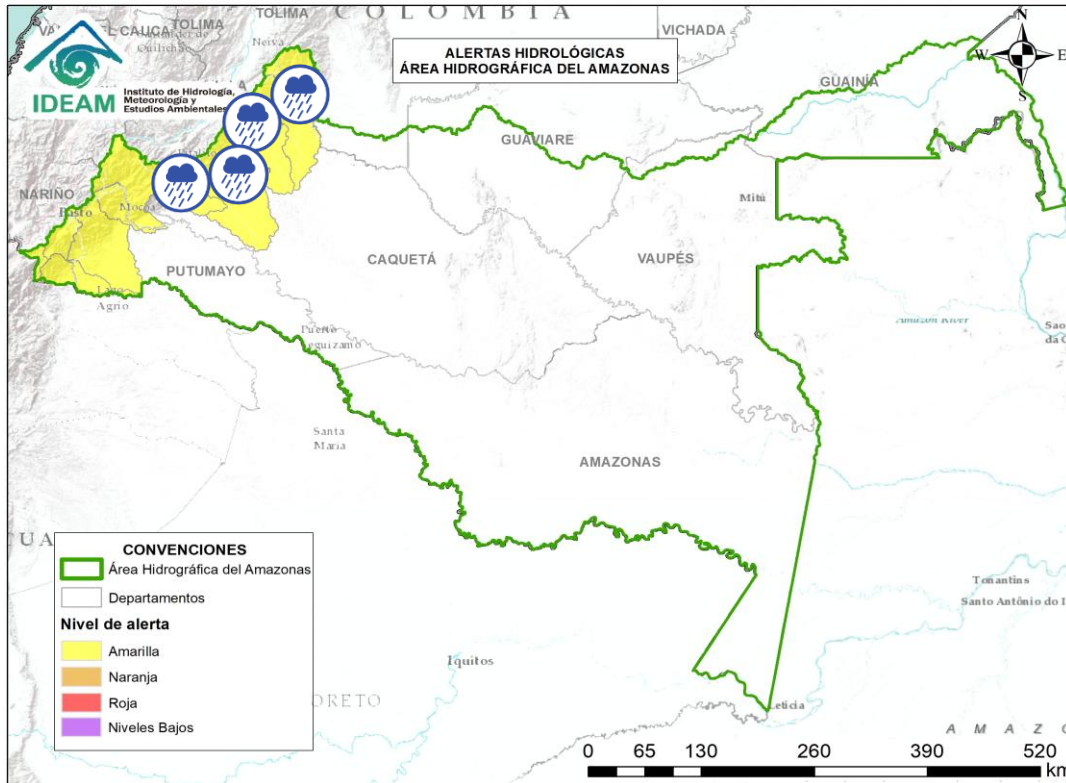 TOLIMA
COLOMBIA
TOLIMA
Neiva
VICHADA
ALERTAS HIDROLÓGICAS
ÁREA HIDROGRÁFICA DEL AMAZONAS
N
W
E
S
IDEAM
Instituto de Hidrología,
Meteorología y
Estudios Ambientales
GUAINÍA
GUAVIARE
NARIÑO
Pasto
Mocoa
Mitú
PUTUMAYO
CAQUETÁ
VAUPÉS
Agrio
Puerto
Amazon River
Santa
Maria
AMAZONAS
CONVENCIONES
Área Hidrográfica del Amazonas
Departamentos
Nivel de alerta
Amarilla
Naranja
Roja
Niveles Bajos
Tonantins
Santo Antônio do I
Iquitos
ORETO
Leticia
AMAZO
0 65 130 260 390 520
km